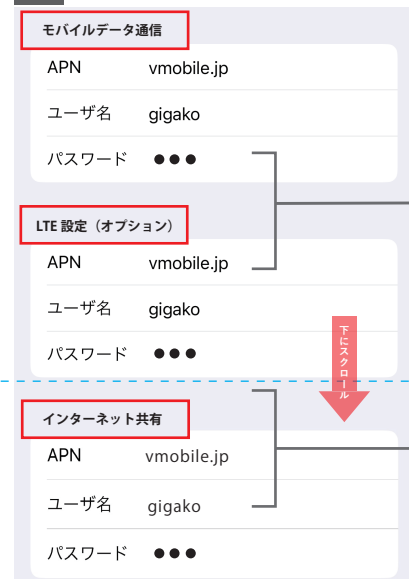 モバイルデータ通信
APN vmobile.jp
ユーザ名 gigako
パスワード ●●●
LTE 設定（オプション）
APN vmobile.jp
ユーザ名 gigako
パスワード ●●●
下にスクロール
インターネット共有
APN vmobile.jp
ユーザ名 gigako
パスワード ●●●